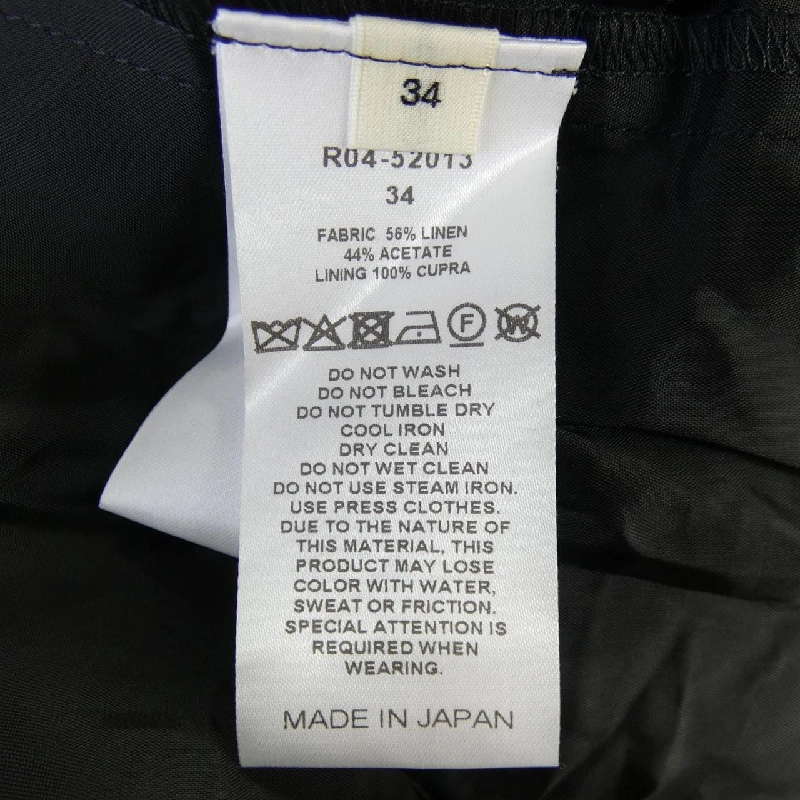 34
R04-52013
34
FABRIC 56% LINEN
44% ACETATE
LINING 100% CUPRA
F W
DO NOT WASH
DO NOT BLEACH
DO NOT TUMBLE DRY
COOL IRON
DRY CLEAN
DO NOT WET CLEAN
DO NOT USE STEAM IRON.
USE PRESS CLOTHES.
DUE TO THE NATURE OF
THIS MATERIAL, THIS
PRODUCT MAY LOSE
COLOR WITH WATER,
SWEAT OR FRICTION.
SPECIAL ATTENTION IS
REQUIRED WHEN
WEARING.
MADE IN JAPAN